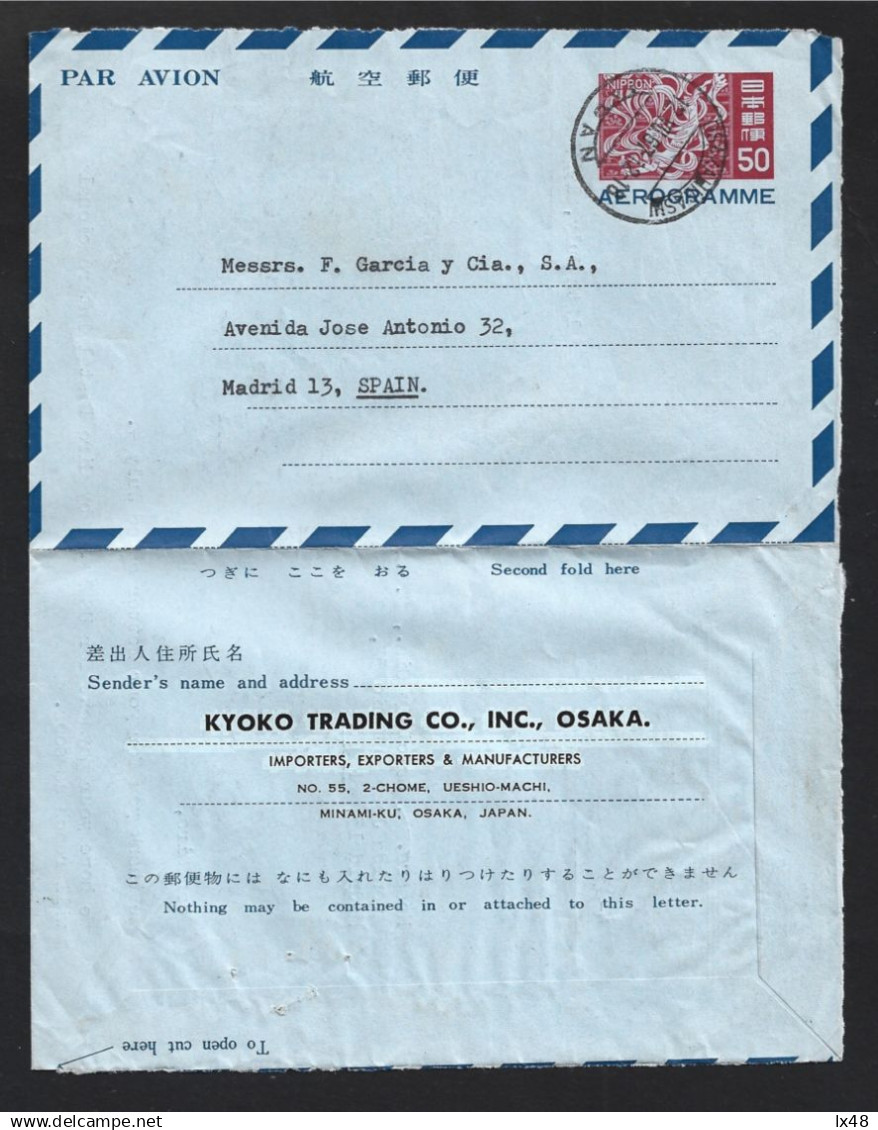 PAR AVION 航空郵便
NIPPON
日本郵便
50
JAPAN
AEROGRAMME
Messrs. F. Garcia y Cia., S.A.,
Avenida Jose Antonio 32,
Madrid 13, SPAIN.
つぎに ここを おる Second fold here
差出人住所氏名
Sender's name and address
KYOKO TRADING CO., INC., OSAKA.
IMPORTERS, EXPORTERS & MANUFACTURERS
NO. 55, 2-CHOME, UESHIO-MACHI,
MINAMI-KU, OSAKA, JAPAN.
この郵便物には なにも入れたりはりつけたりすることができません
Nothing may be contained in or attached to this letter.
To open cut here
www.delcampe.net
lx48